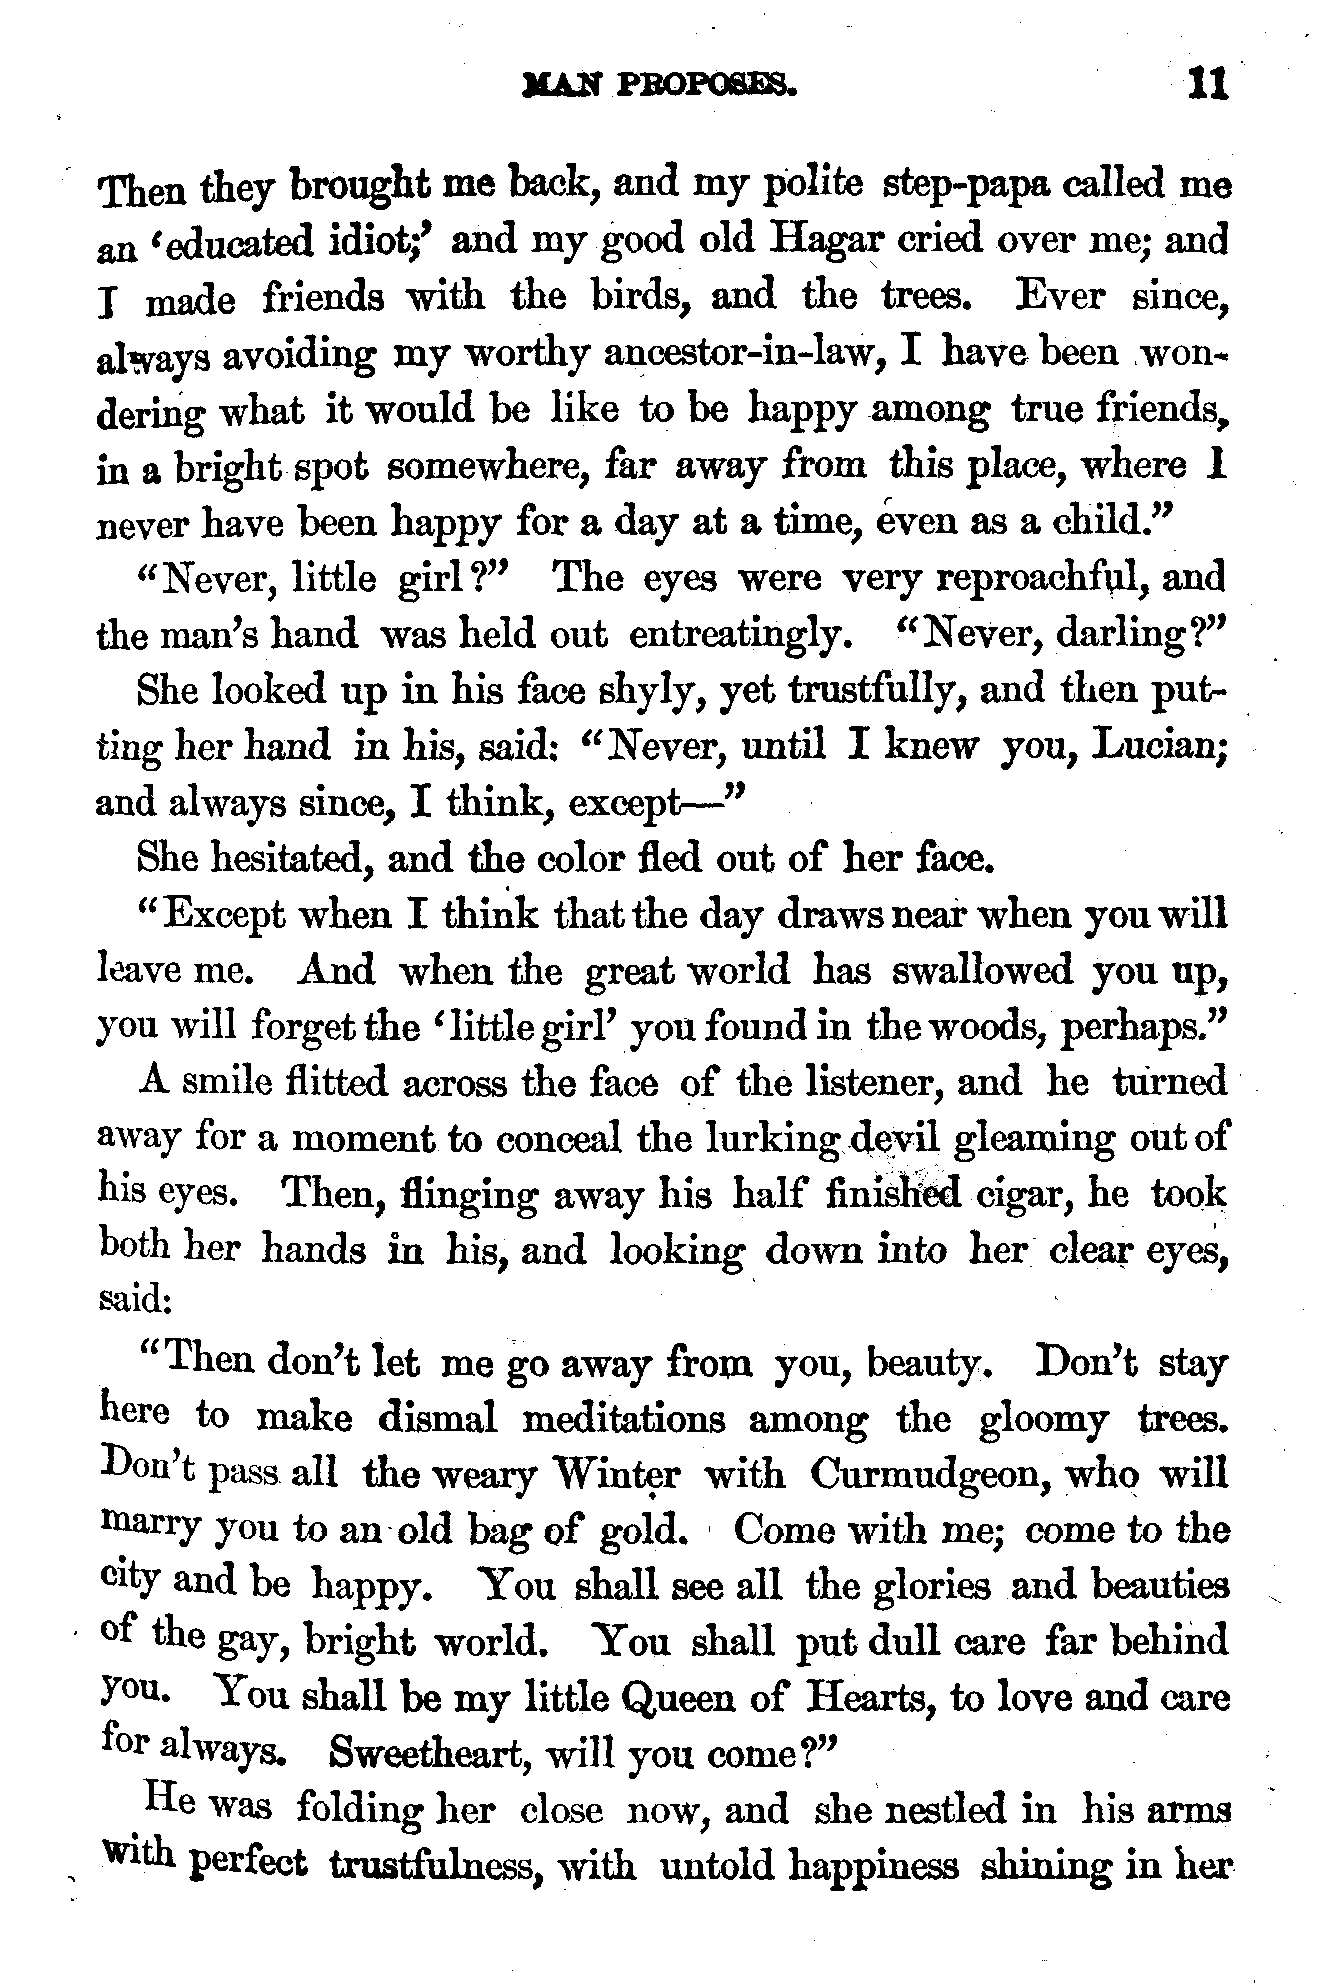 MAN PROPOSES. 11
Then they brought me back, and my polite step-papa called me
an ‘educated idiot;’ and my good old Hagar cried over me; and
I made friends with the birds, and the trees. Ever since,
always avoiding my worthy ancestor-in-law, I have been won-
dering what it would be like to be happy among true friends,
in a bright spot somewhere, far away from this place, where I
never have been happy for a day at a time, even as a child.”
“Never, little girl?” The eyes were very reproachful, and
the man’s hand was held out entreatingly. “Never, darling?”
She looked up in his face shyly, yet trustfully, and then put-
ting her hand in his, said: “Never, until I knew you, Lucian;
and always since, I think, except—”
She hesitated, and the color fled out of her face.
“Except when I think that the day draws near when you will
leave me. And when the great world has swallowed you up,
you will forget the ‘little girl’ you found in the woods, perhaps.”
A smile flitted across the face of the listener, and he turned
away for a moment to conceal the lurking devil gleaming out of
his eyes. Then, flinging away his half finished cigar, he took
both her hands in his, and looking down into her clear eyes,
said:
“Then don’t let me go away from you, beauty. Don’t stay
here to make dismal meditations among the gloomy trees.
Don’t pass all the weary Winter with Curmudgeon, who will
marry you to an old bag of gold. Come with me; come to the
city and be happy. You shall see all the glories and beauties
of the gay, bright world. You shall put dull care far behind
you. You shall be my little Queen of Hearts, to love and care
for always. Sweetheart, will you come?”
He was folding her close now, and she nestled in his arms
with perfect trustfulness, with untold happiness shining in her